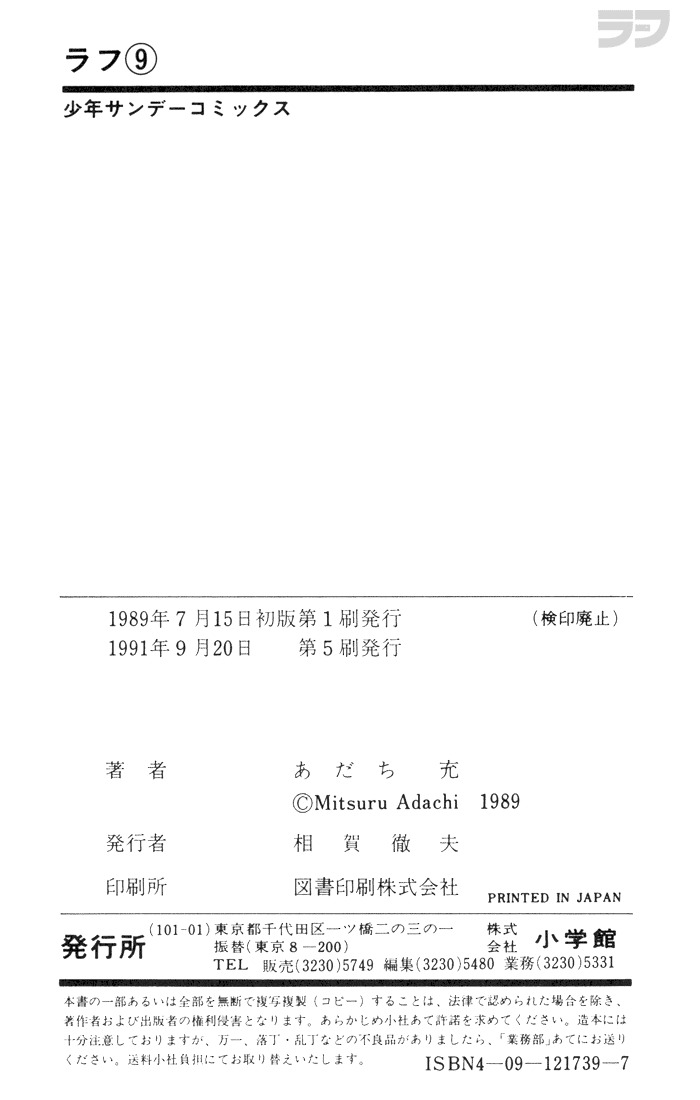 ラフ
ラフ⑨
少年サンデーコミックス
1989年7月15日初版第1刷発行 (検印廃止)
1991年9月20日 第5刷発行
著者 あだち充
©Mitsuru Adachi 1989
発行者 相賀徹夫
印刷所 図書印刷株式会社 PRINTED IN JAPAN
発行所 (101-01)東京都千代田区一ツ橋二の三の一 株式会社 小学館
振替(東京8—200)
TEL 販売(3230)5749 編集(3230)5480 業務(3230)5331
本書の一部あるいは全部を無断で複写複製(コピー)することは、法律で認められた場合を除き、
著作者および出版者の権利侵害となります。あらかじめ小社あて許諾を求めてください。造本には
十分注意しておりますが、万一、落丁・乱丁などの不良品がありましたら、「業務部」あてにお送り
ください。送料小社負担にてお取り替えいたします。 ISBN4—09—121739—7